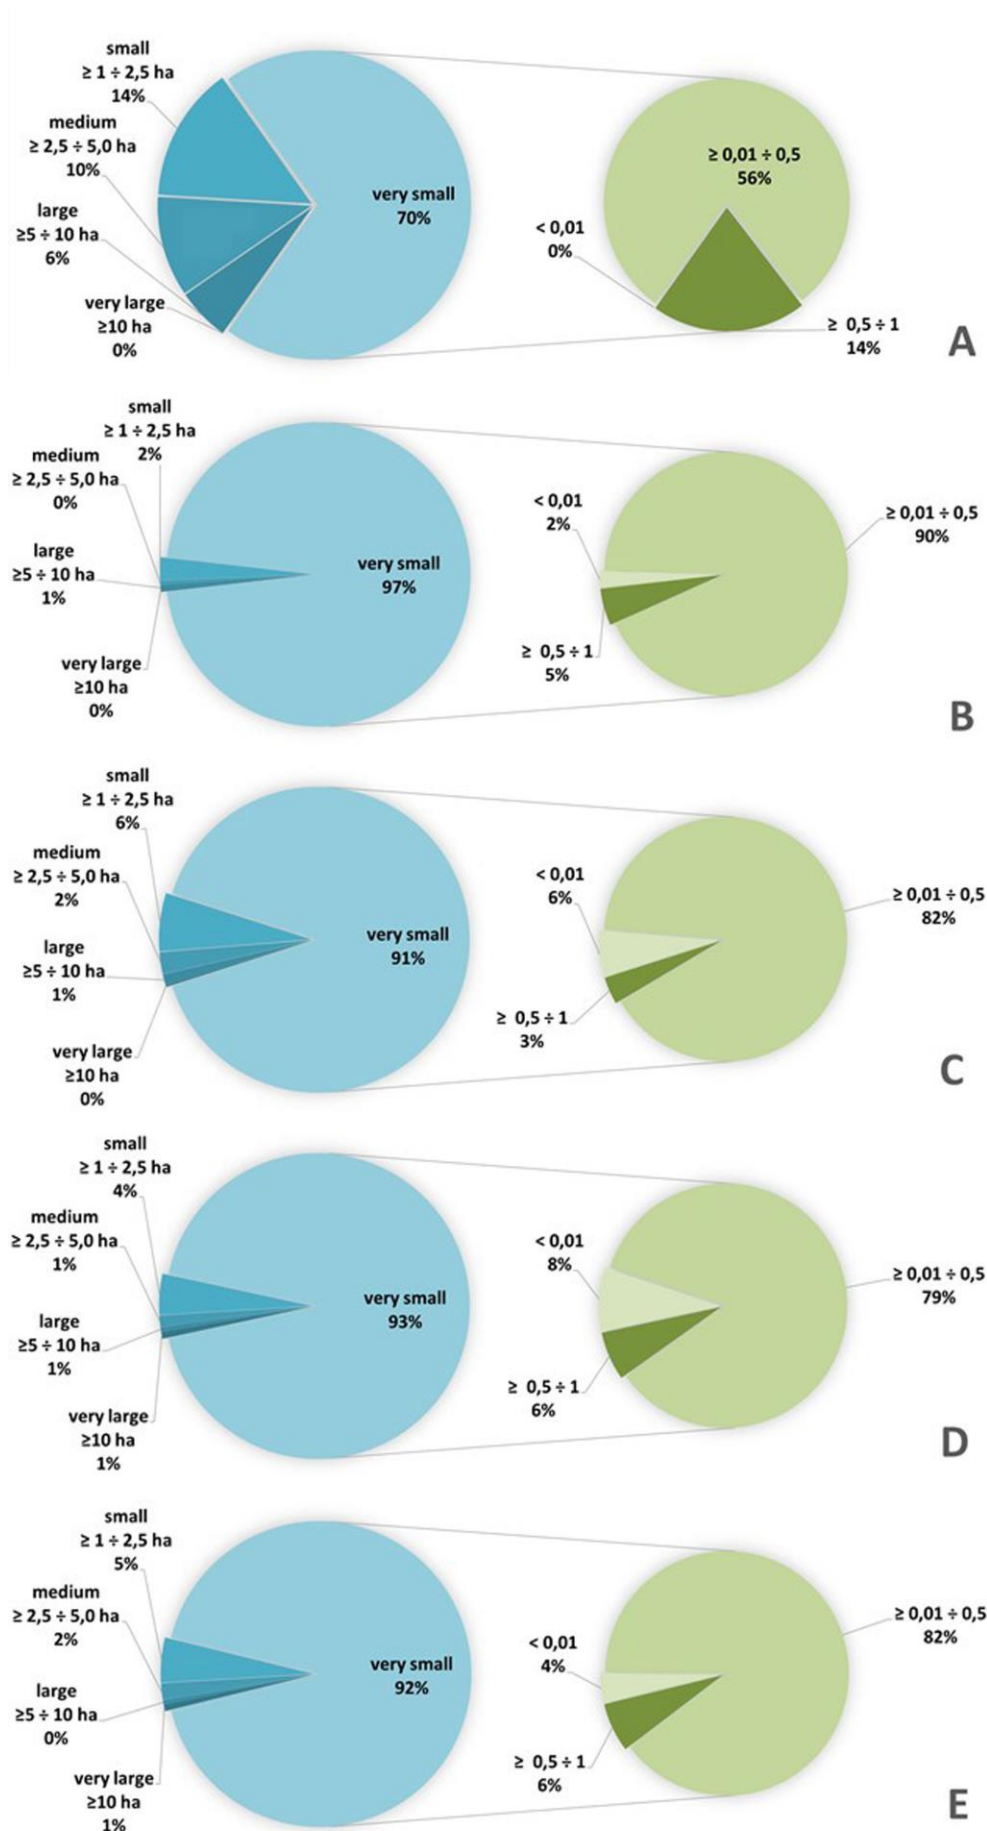 small
≥ 1 ÷ 2,5 ha
14%
medium
≥ 2,5 ÷ 5,0 ha
10%
large
≥5 ÷ 10 ha
6%
very large
≥10 ha
0%
very small
70%
≥ 0,01 ÷ 0,5
56%
< 0,01
0%
≥ 0,5 ÷ 1
14%
A
small
≥ 1 ÷ 2,5 ha
2%
medium
≥ 2,5 ÷ 5,0 ha
0%
large
≥5 ÷ 10 ha
1%
very large
≥10 ha
0%
very small
97%
< 0,01
2%
≥ 0,5 ÷ 1
5%
≥ 0,01 ÷ 0,5
90%
B
small
≥ 1 ÷ 2,5 ha
6%
medium
≥ 2,5 ÷ 5,0 ha
2%
large
≥5 ÷ 10 ha
1%
very large
≥10 ha
0%
very small
91%
< 0,01
6%
≥ 0,5 ÷ 1
3%
≥ 0,01 ÷ 0,5
82%
C
small
≥ 1 ÷ 2,5 ha
4%
medium
≥ 2,5 ÷ 5,0 ha
1%
large
≥5 ÷ 10 ha
1%
very large
≥10 ha
1%
very small
93%
< 0,01
8%
≥ 0,5 ÷ 1
6%
≥ 0,01 ÷ 0,5
79%
D
small
≥ 1 ÷ 2,5 ha
5%
medium
≥ 2,5 ÷ 5,0 ha
2%
large
≥5 ÷ 10 ha
0%
very large
≥10 ha
1%
very small
92%
< 0,01
4%
≥ 0,5 ÷ 1
6%
≥ 0,01 ÷ 0,5
82%
E